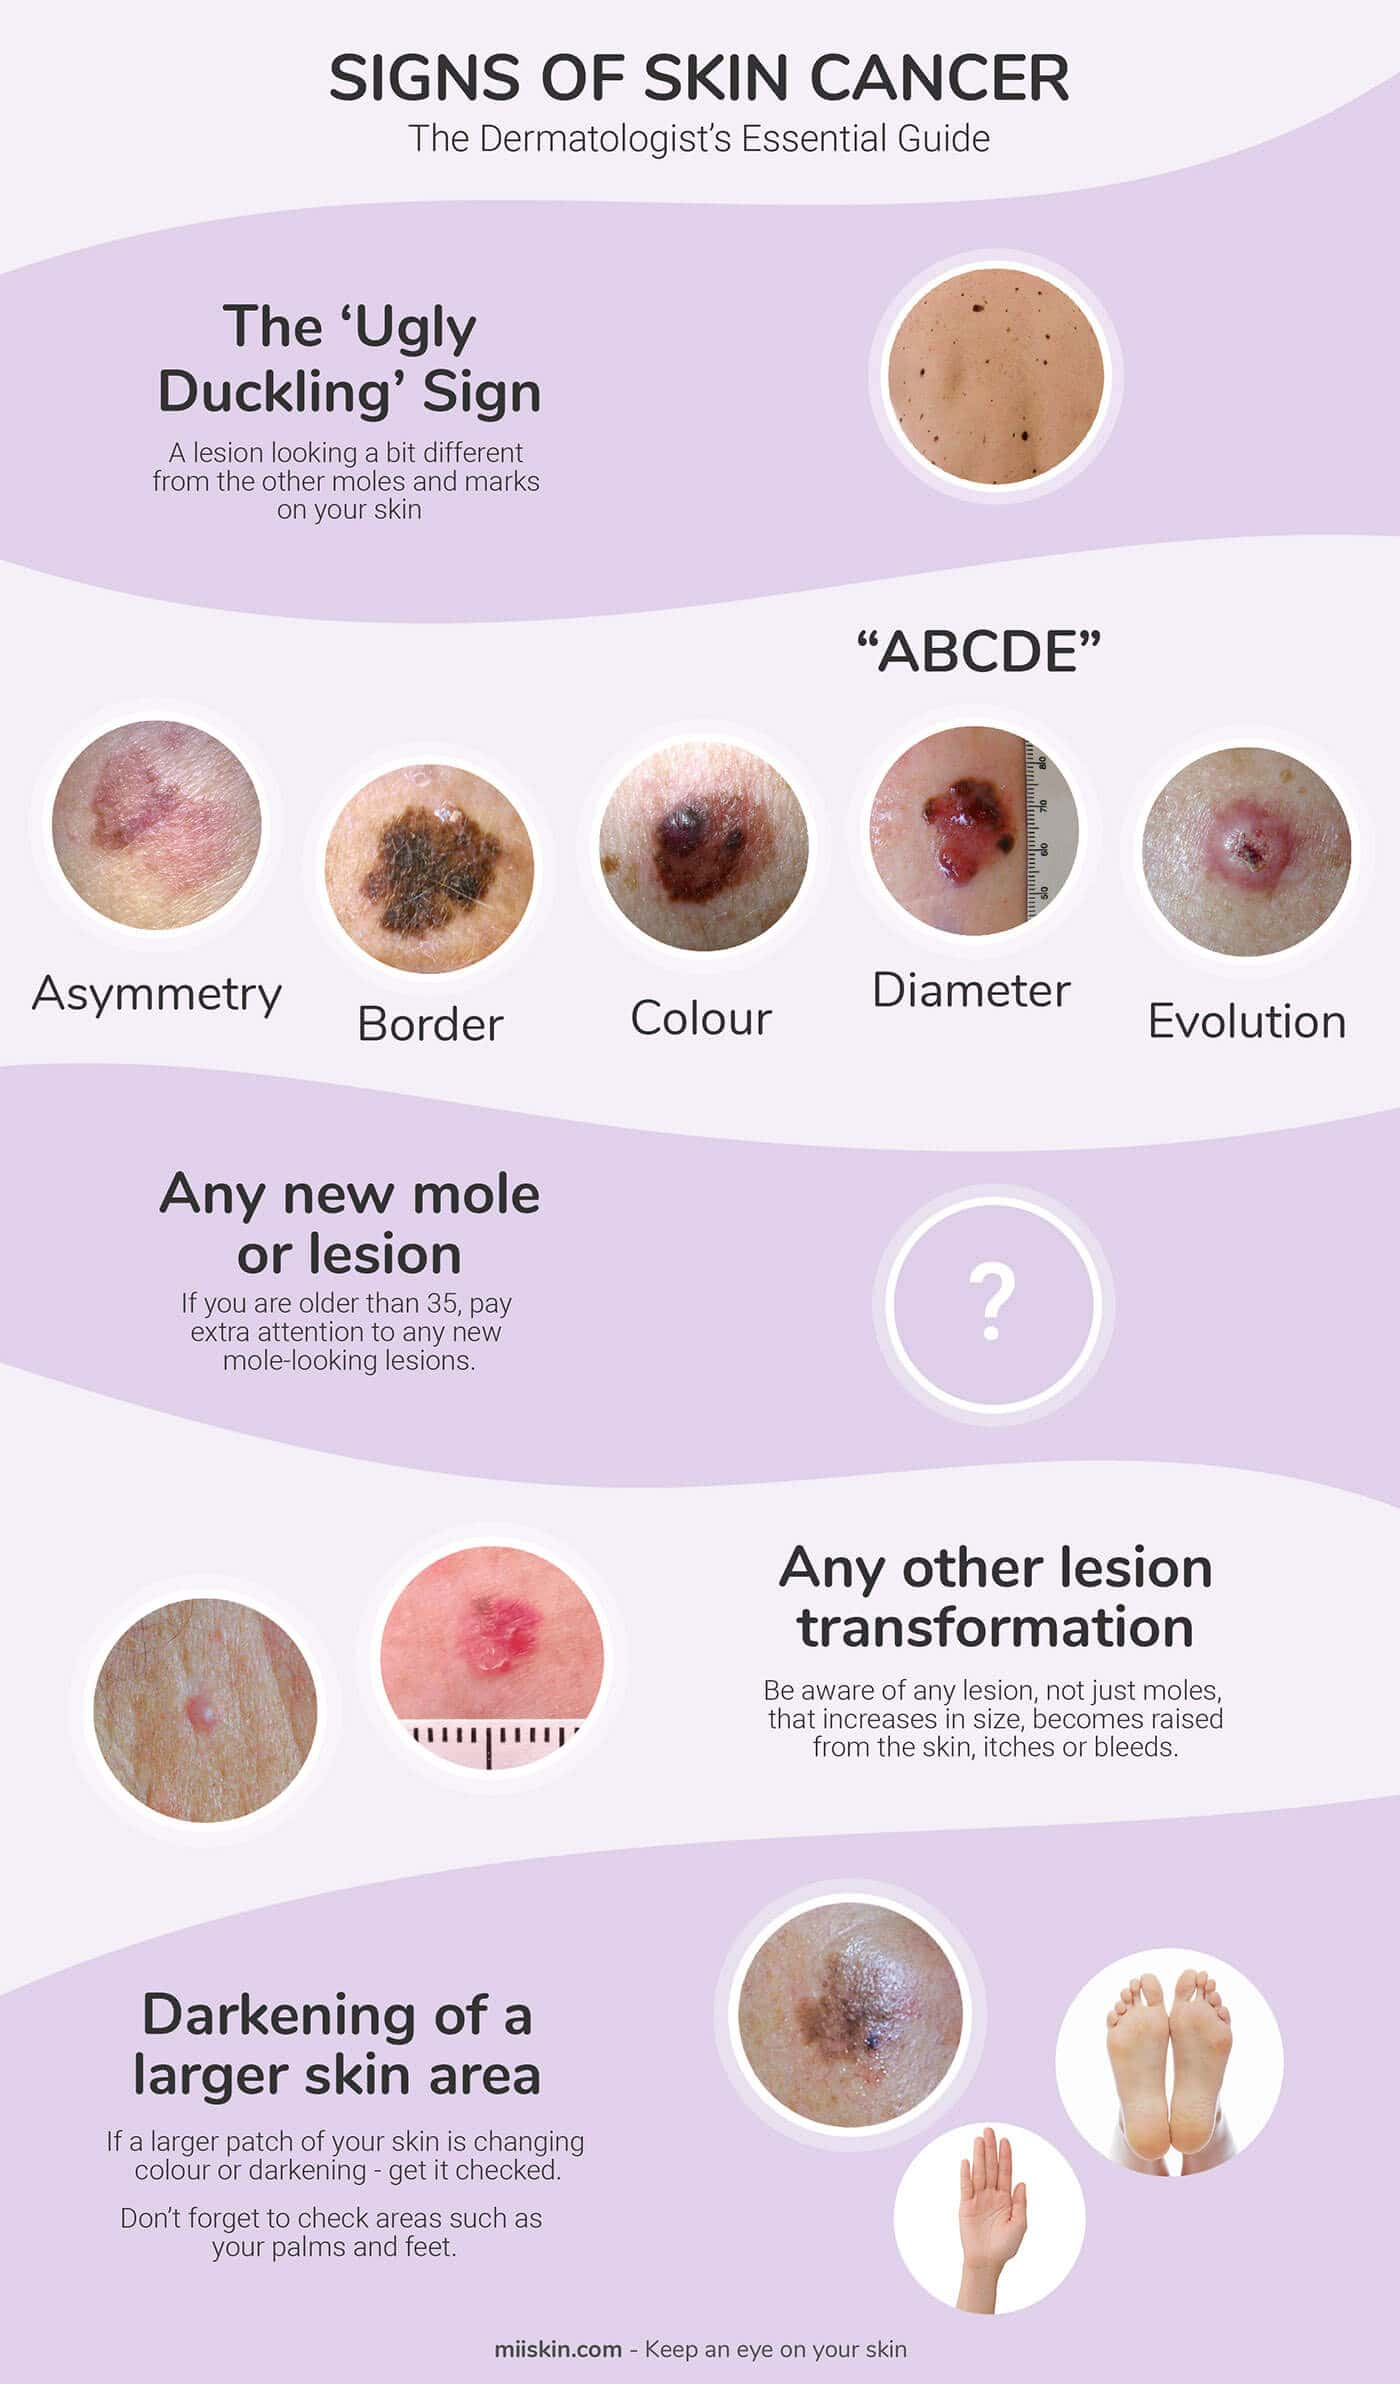 SIGNS OF SKIN CANCER
The Dermatologist's Essential Guide
The ‘Ugly
Duckling’ Sign
A lesion looking a bit different
from the other moles and marks
on your skin
“ABCDE”
80
70
60
50
Asymmetry
Border
Colour
Diameter
Evolution
Any new mole
or lesion
If you are older than 35, pay
extra attention to any new
mole-looking lesions.
?
Any other lesion
transformation
Be aware of any lesion, not just moles,
that increases in size, becomes raised
from the skin, itches or bleeds.
Darkening of a
larger skin area
If a larger patch of your skin is changing
colour or darkening - get it checked.
Don't forget to check areas such as
your palms and feet.
miiskin.com - Keep an eye on your skin